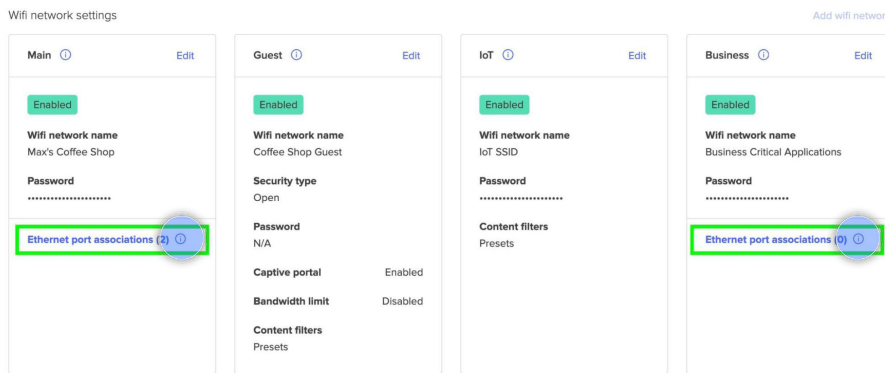 Wifi network settings
Add wifi networ
Main
Edit
Enabled
Wifi network name
Max's Coffee Shop
Password
••••••••••••••••••••••
Ethernet port associations (2)
Guest
Edit
Enabled
Wifi network name
Coffee Shop Guest
Security type
Open
Password
N/A
Captive portal Enabled
Bandwidth limit Disabled
Content filters
Presets
IoT
Edit
Enabled
Wifi network name
IoT SSID
Password
••••••••••••••••••••••
Content filters
Presets
Business
Edit
Enabled
Wifi network name
Business Critical Applications
Password
••••••••••••••••••••••
Ethernet port associations (0)